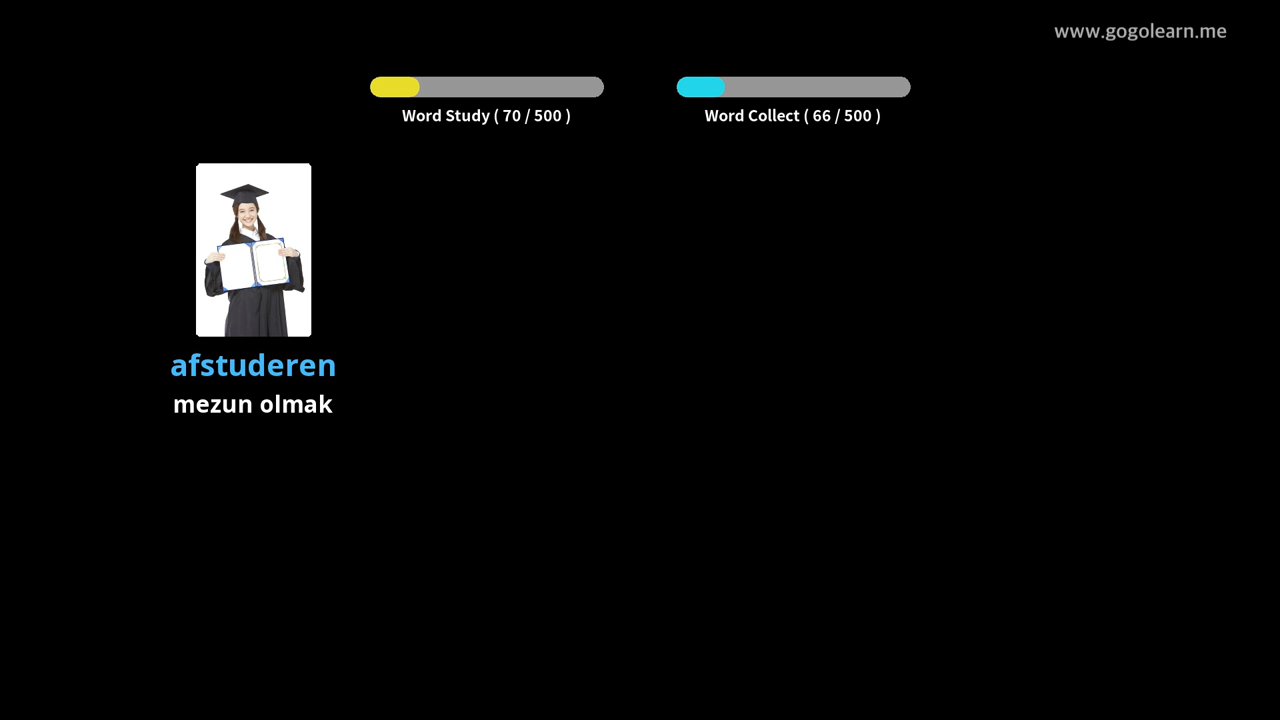 www.gogolearn.me
Word Study ( 70 / 500 )
Word Collect ( 66 / 500 )
afstuderen
mezun olmak